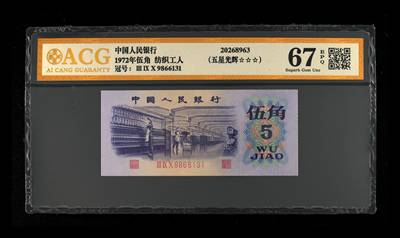 ACG
AI CANG GUARANTY
中国人民银行
1972年伍角 纺织工人
冠号: Ⅲ Ⅸ Ⅹ 9866131
20268963
(五星光辉☆☆☆)
67 EPQ
Superb Gem Unc
中国人民银行
伍角
5
WU
JIAO
Ⅲ Ⅸ Ⅹ 9866131